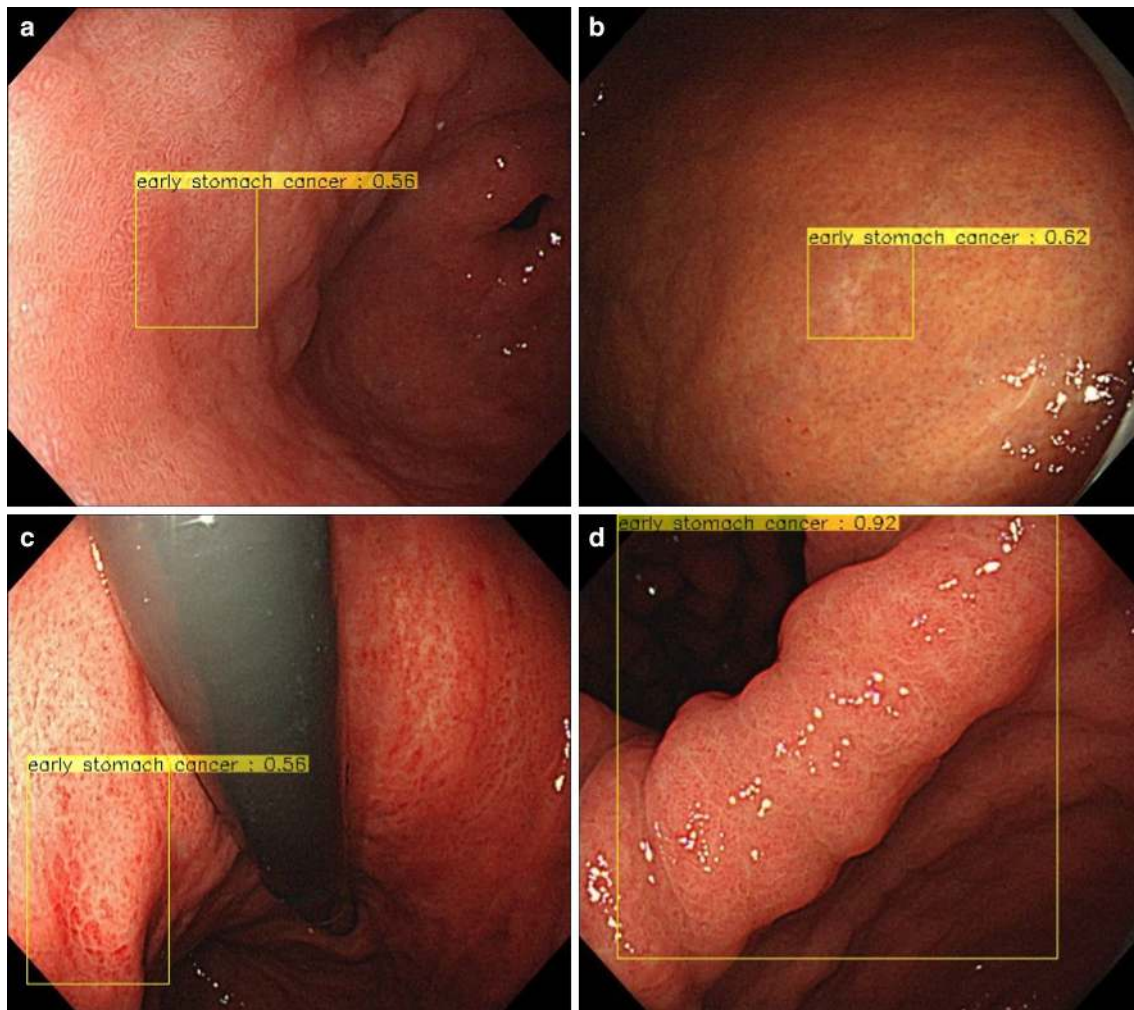 a
early stomach cancer : 0.56
b
early stomach cancer : 0.62
c
early stomach cancer : 0.56
d
early stomach cancer : 0.92